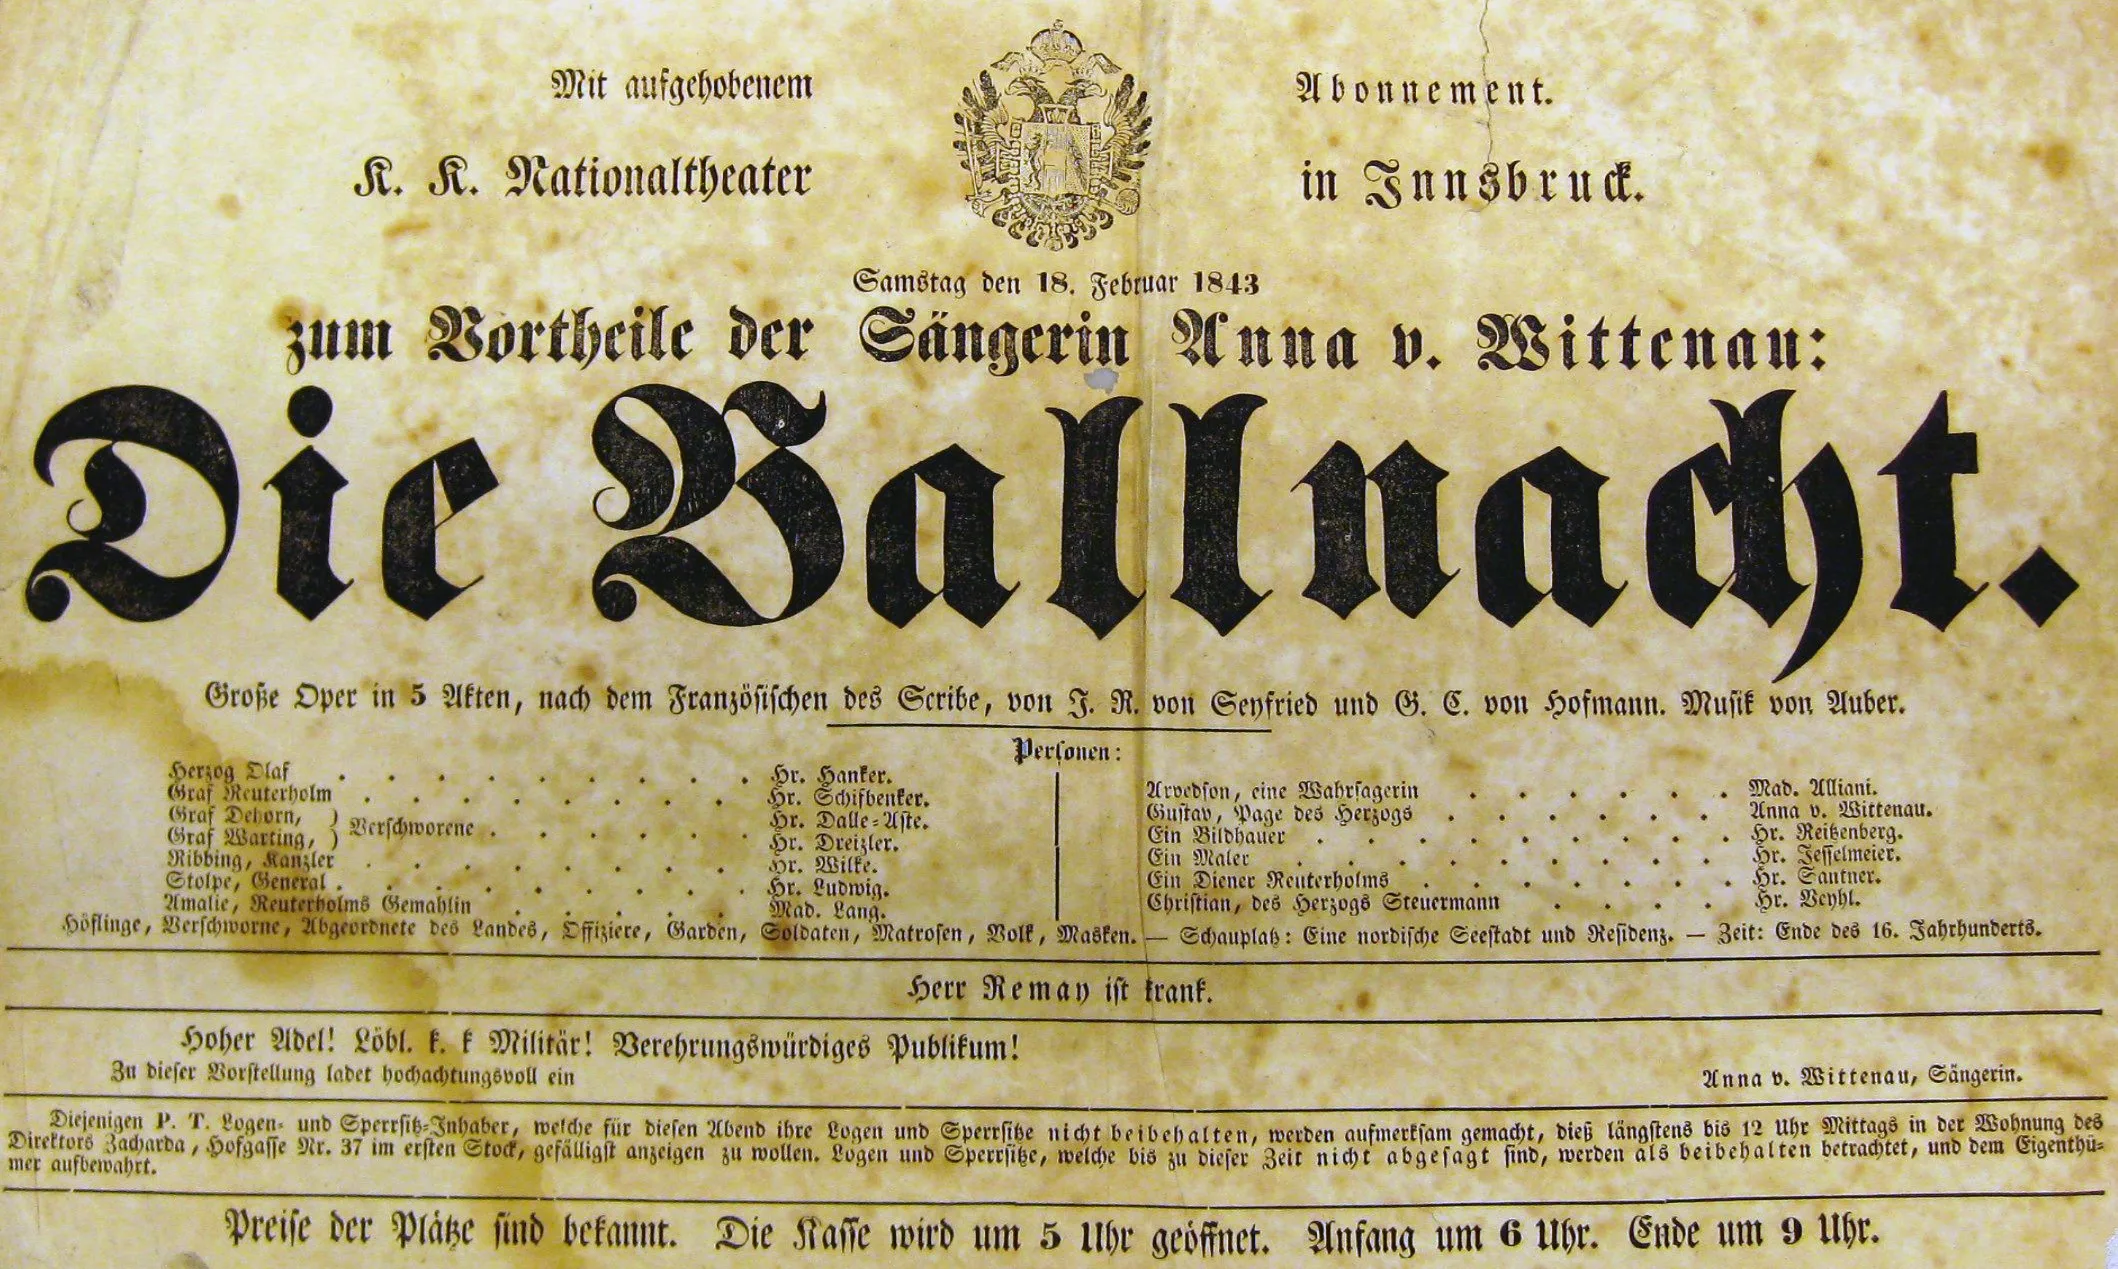 Mit aufgehobenem Abonnement.
K. K. Nationaltheater in Innsbruck.
Samstag den 18. Februar 1843
zum Vortheile der Sängerin Anna v. Wittenau:
Die Ballnacht.
Große Oper in 5 Akten, nach dem Französischen des Scribe, von J. R. von Seyfried und G. C. von Hofmann. Musik von Auber.
Personen:
Herzog Olaf . . . . . . . . . Hr. Hanker.
Graf Reuterholm . . . . . . . . Hr. Schifbenker.
Graf Dehorn, ) Verschworene . . . . . . Hr. Dalle-Aste.
Graf Warting, ) Hr. Dreizler.
Ribbing, Kanzler . . . . . . . . Hr. Wilke.
Stolpe, General . . . . . . . . . Hr. Ludwig.
Amalie, Reuterholms Gemahlin . . . . . Mad. Lang.
Arvedson, eine Wahrsagerin . . . . . . Mad. Alliani.
Gustav, Page des Herzogs . . . . . . Anna v. Wittenau.
Ein Bildhauer . . . . . . . . . . Hr. Reitzenberg.
Ein Maler . . . . . . . . . . Hr. Jesselmeier.
Ein Diener Reuterholms . . . . . . . Hr. Santner.
Christian, des Herzogs Steuermann . . . . Hr. Veyhl.
Höflinge, Verschworne, Abgeordnete des Landes, Offiziere, Garden, Soldaten, Matrosen, Volk, Masken. — Schauplatz: Eine nordische Seestadt und Residenz. — Zeit: Ende des 16. Jahrhunderts.
Herr Remay ist krank.
Hoher Adel! Löbl. k. k Militär! Verehrungswürdiges Publikum!
Zu dieser Vorstellung ladet hochachtungsvoll ein Anna v. Wittenau, Sängerin.
Diejenigen P. T. Logen- und Sperrsitz-Inhaber, welche für diesen Abend ihre Logen und Sperrsitze nicht beibehalten, werden aufmerksam gemacht, dieß längstens bis 12 Uhr Mittags in der Wohnung des
Direktors Zacharda, Hofgasse Nr. 37 im ersten Stock, gefälligst anzeigen zu wollen. Logen und Sperrsitze, welche bis zu dieser Zeit nicht abgesagt sind, werden als beibehalten betrachtet, und dem Eigenthü-
mer aufbewahrt.
Preise der Plätze sind bekannt. Die Kasse wird um 5 Uhr geöffnet. Anfang um 6 Uhr. Ende um 9 Uhr.